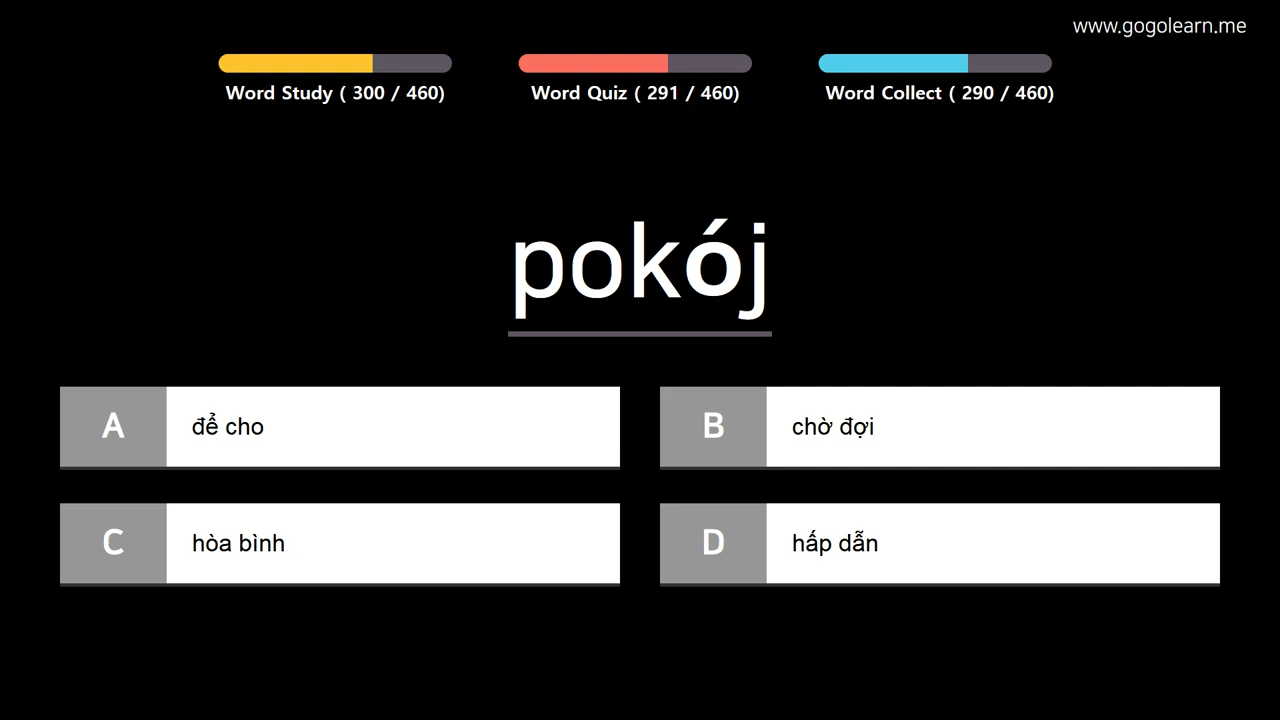 www.gogolearn.me
Word Study ( 300 / 460)
Word Quiz ( 291 / 460)
Word Collect ( 290 / 460)
pokój
A
để cho
B
chờ đợi
C
hòa bình
D
hấp dẫn